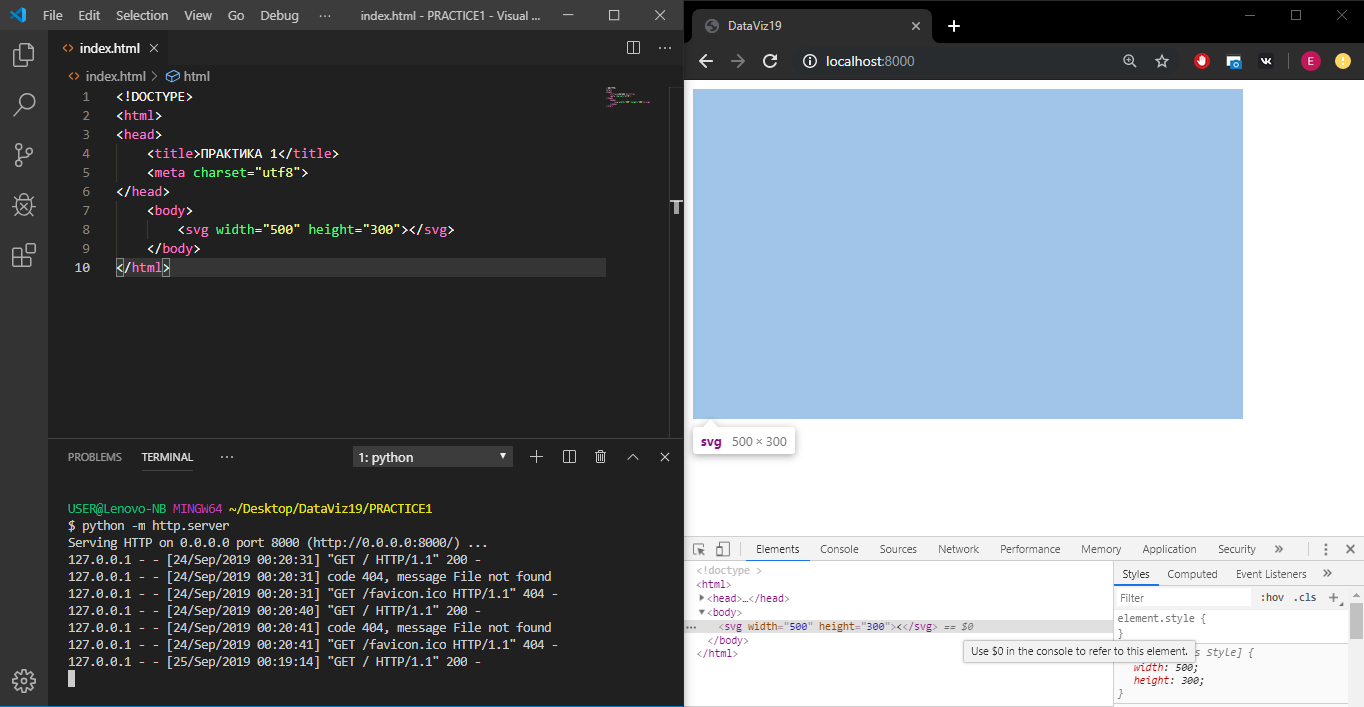 File Edit Selection View Go Debug ··· index.html - PRACTICE1 - Visual ...
index.html
index.html > html
1 <!DOCTYPE>
2 <html>
3 <head>
4 <title>ПРАКТИКА 1</title>
5 <meta charset="utf8">
6 </head>
7 <body>
8 <svg width="500" height="300"></svg>
9 </body>
10 </html>
PROBLEMS TERMINAL ··· 1: python
USER@Lenovo-NB MINGW64 ~/Desktop/DataViz19/PRACTICE1
$ python -m http.server
Serving HTTP on 0.0.0.0 port 8000 (http://0.0.0.0:8000/) ...
127.0.0.1 - - [24/Sep/2019 00:20:31] "GET / HTTP/1.1" 200 -
127.0.0.1 - - [24/Sep/2019 00:20:31] code 404, message File not found
127.0.0.1 - - [24/Sep/2019 00:20:31] "GET /favicon.ico HTTP/1.1" 404 -
127.0.0.1 - - [24/Sep/2019 00:20:40] "GET / HTTP/1.1" 200 -
127.0.0.1 - - [24/Sep/2019 00:20:41] code 404, message File not found
127.0.0.1 - - [24/Sep/2019 00:20:41] "GET /favicon.ico HTTP/1.1" 404 -
127.0.0.1 - - [25/Sep/2019 00:19:14] "GET / HTTP/1.1" 200 -
DataViz19
localhost:8000
E
svg 500 × 300
Elements Console Sources Network Performance Memory Application Security »
<!doctype >
<html>
<head>…</head>
<body>
··· <svg width="500" height="300"><</svg> == $0
</body>
</html>
Use $0 in the console to refer to this element.
Styles Computed Event Listeners »
Filter :hov .cls +
element.style {
}
s Style] {
width: 500;
height: 300;
}